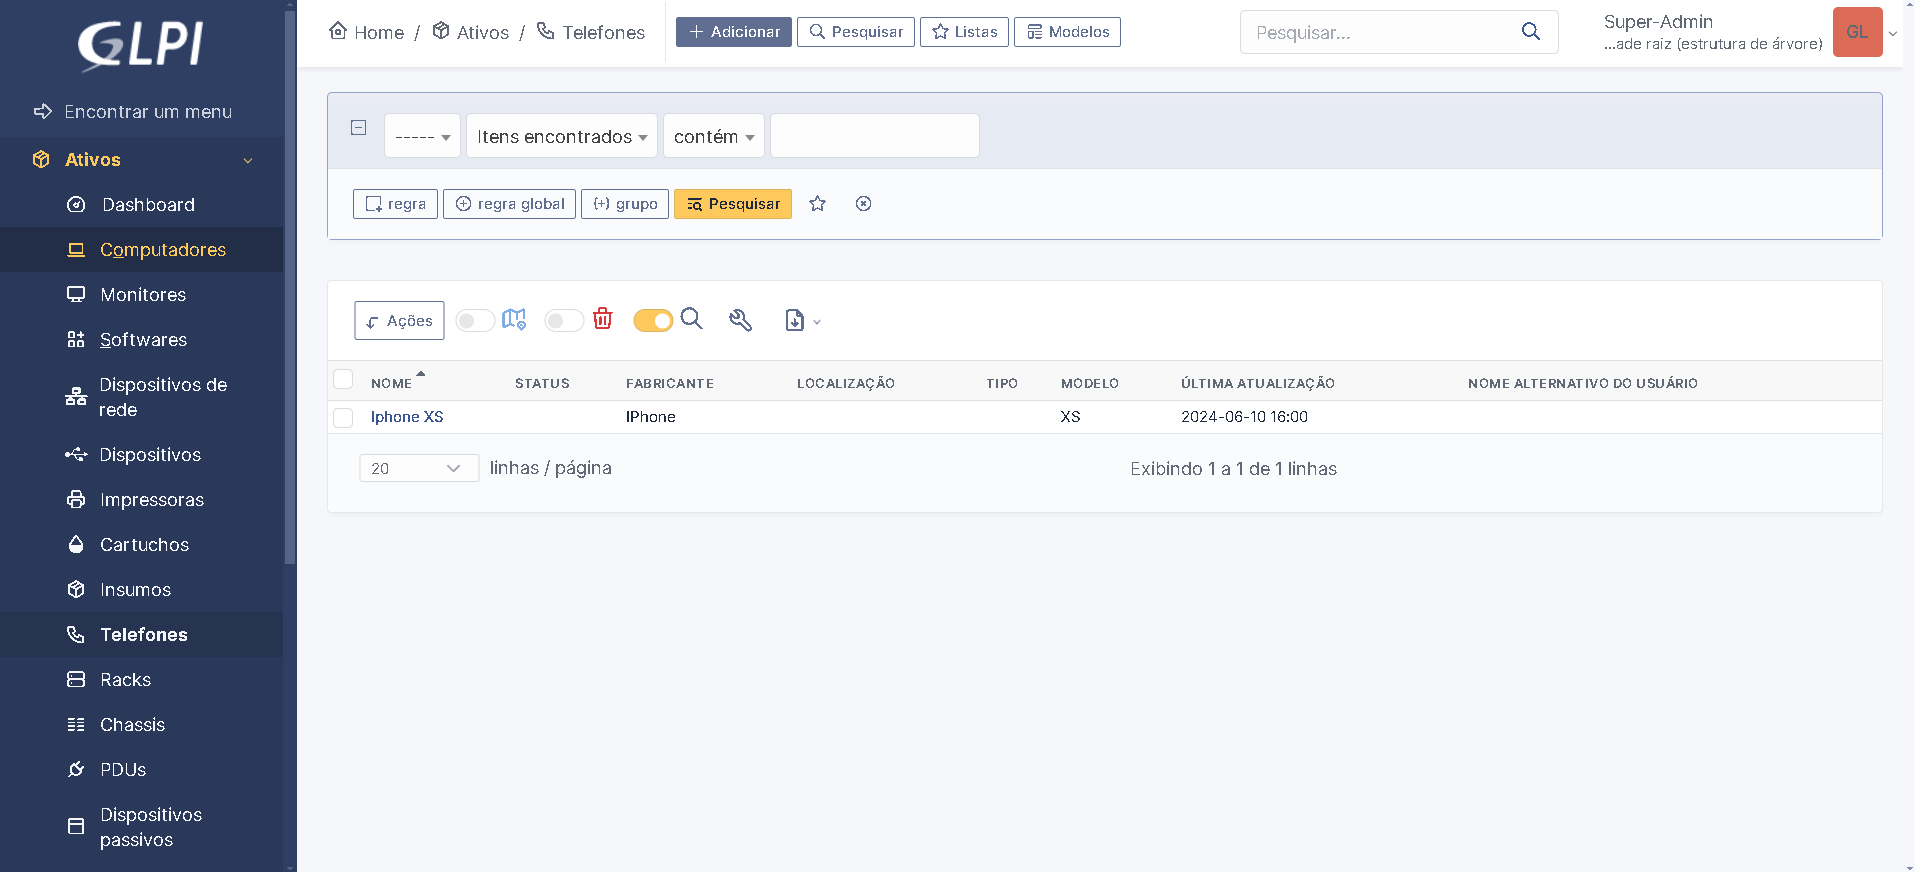 GLPI
Encontrar um menu
Ativos
Dashboard
Computadores
Monitores
Softwares
Dispositivos de
rede
Dispositivos
Impressoras
Cartuchos
Insumos
Telefones
Racks
Chassis
PDUs
Dispositivos
passivos
Home / Ativos / Telefones
Adicionar Pesquisar Listas Modelos
Pesquisar...
Super-Admin
...ade raiz (estrutura de árvore)
GL
----- Itens encontrados contém
regra regra global (+) grupo Pesquisar
Ações
NOME STATUS FABRICANTE LOCALIZAÇÃO TIPO MODELO ÚLTIMA ATUALIZAÇÃO NOME ALTERNATIVO DO USUÁRIO
Iphone XS IPhone XS 2024-06-10 16:00
20 linhas / página Exibindo 1 a 1 de 1 linhas